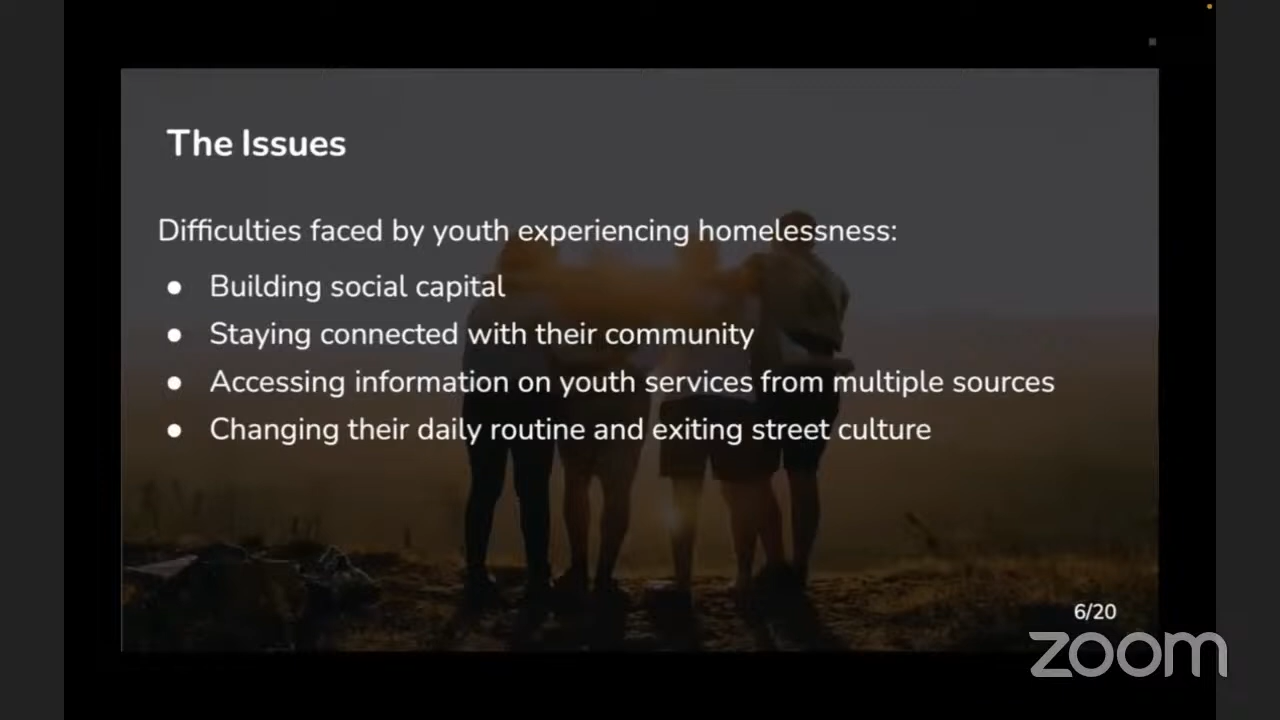 The Issues
Difficulties faced by youth experiencing homelessness:
● Building social capital
● Staying connected with their community
● Accessing information on youth services from multiple sources
● Changing their daily routine and exiting street culture
6/20
zoom